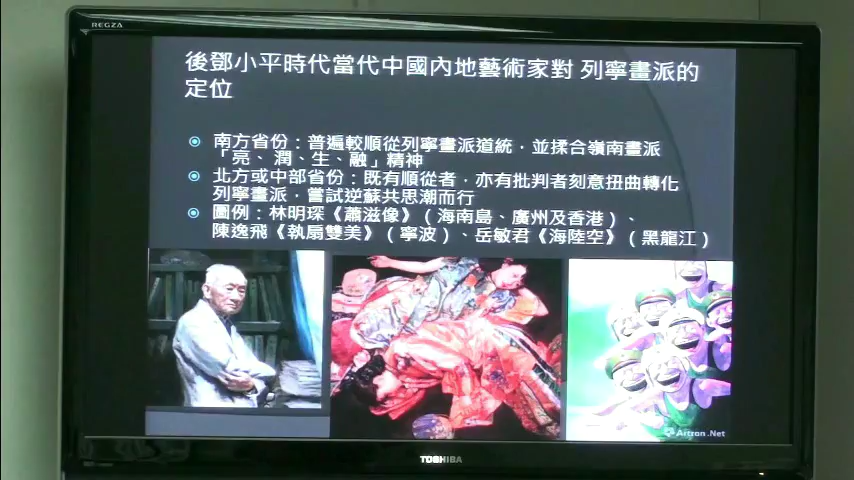 REGZA
後鄧小平時代當代中國內地藝術家對 列寧畫派的
定位
南方省份：普遍較順從列寧畫派道統，並揉合嶺南畫派
「亮、潤、生、融」精神
北方或中部省份：既有順從者，亦有批判者刻意扭曲轉化
列寧畫派，嘗試逆蘇共思潮而行
圖例：林明琛《蕭滋像》（海南島、廣州及香港）、
陳逸飛《執扇雙美》（寧波）、岳敏君《海陸空》（黑龍江）
Artron.Net
TOSHIBA